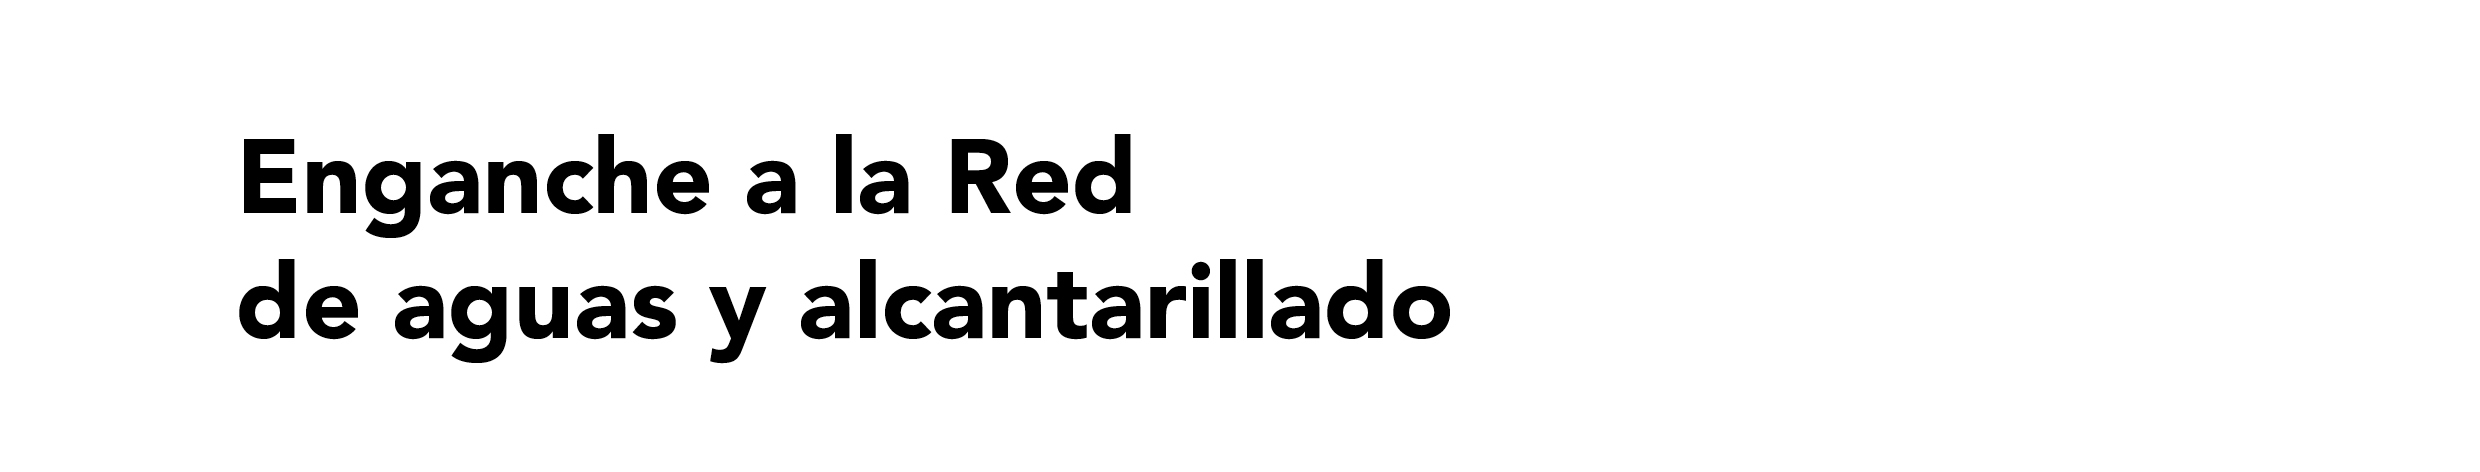 Enganche a la Red
de aguas y alcantarillado